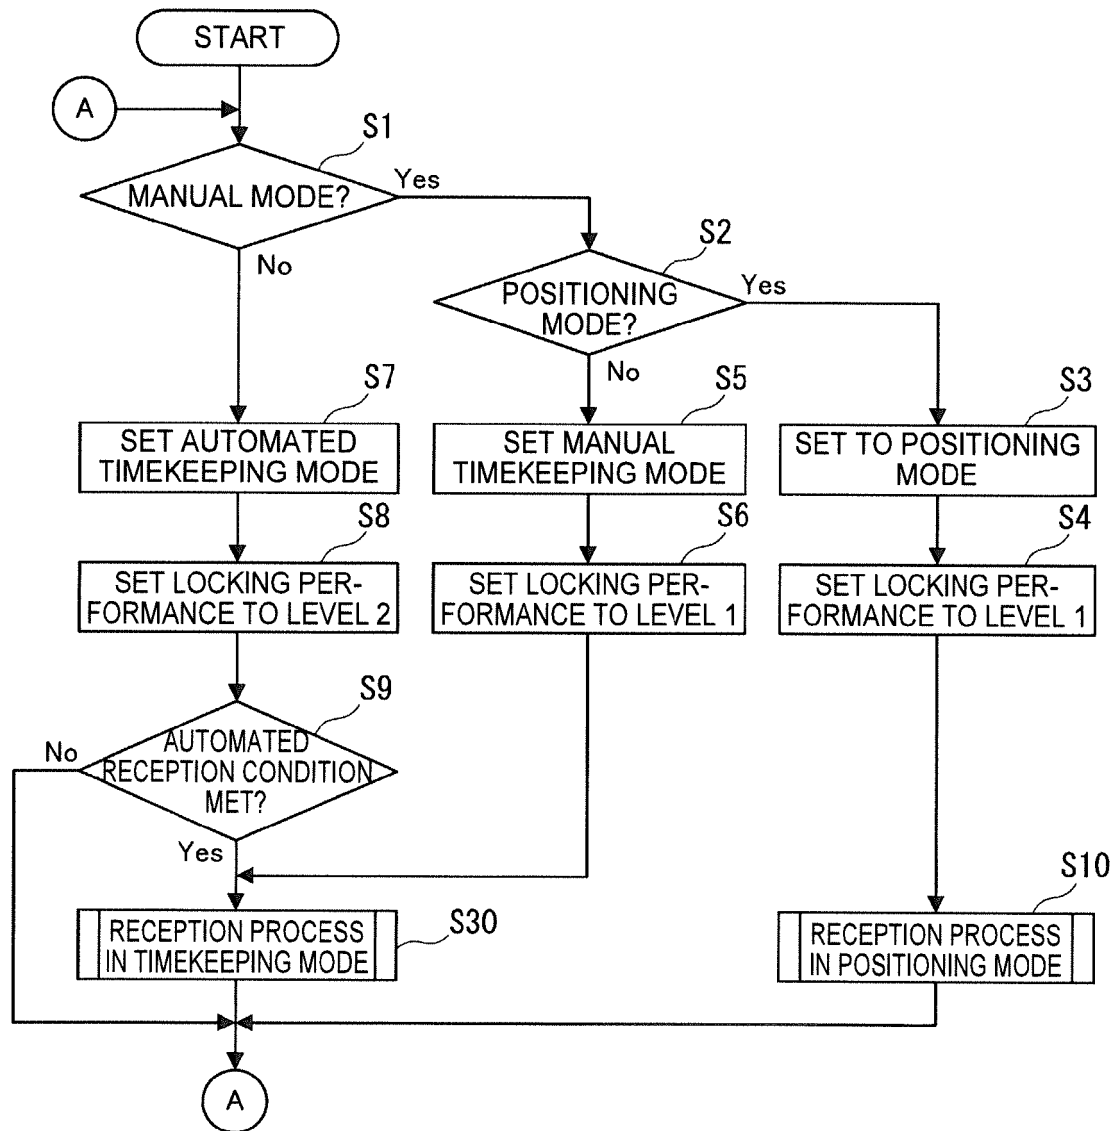 START
A
S1
MANUAL MODE?
Yes
No
S2
POSITIONING
MODE?
Yes
No
S7
SET AUTOMATED
TIMEKEEPING MODE
S5
SET MANUAL
TIMEKEEPING MODE
S3
SET TO POSITIONING
MODE
S8
SET LOCKING PER-
FORMANCE TO LEVEL 2
S6
SET LOCKING PER-
FORMANCE TO LEVEL 1
S4
SET LOCKING PER-
FORMANCE TO LEVEL 1
S9
AUTOMATED
RECEPTION CONDITION
MET?
No
Yes
S30
RECEPTION PROCESS
IN TIMEKEEPING MODE
S10
RECEPTION PROCESS
IN POSITIONING MODE
A